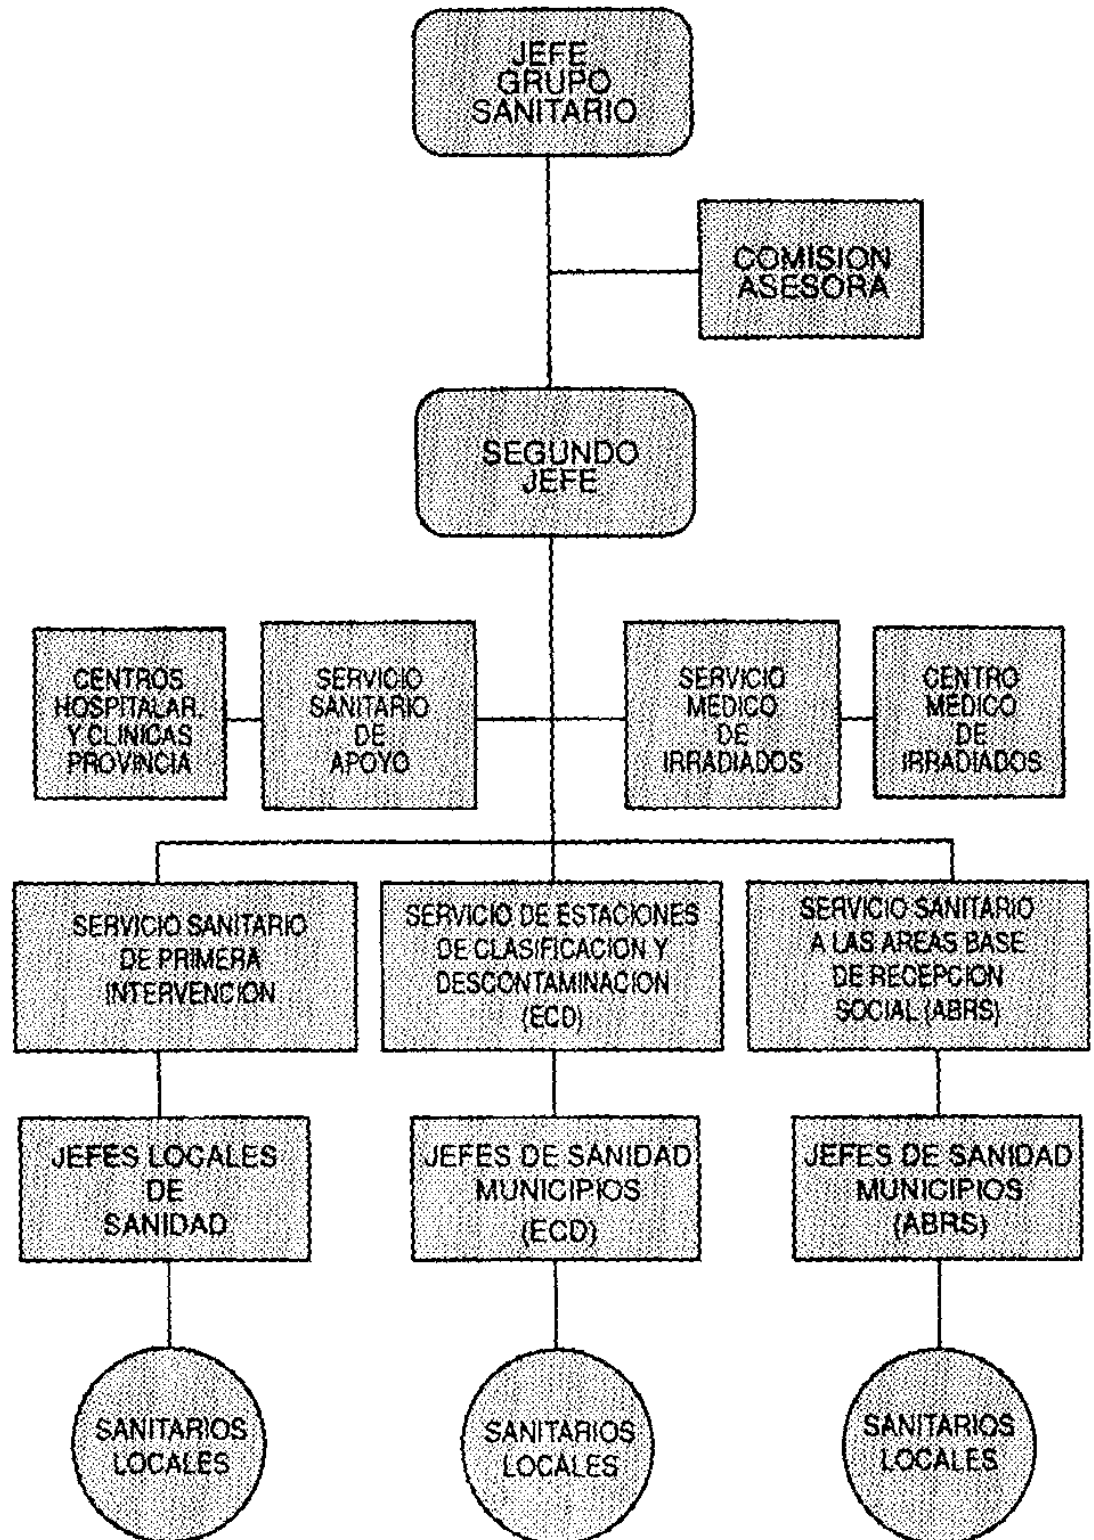 JEFE
GRUPO
SANITARIO
COMISION
ASESORA
SEGUNDO
JEFE
CENTROS
HOSPITALAR.
Y CLINICAS
PROVINCIA
SERVICIO
SANITARIO
DE
APOYO
SERVICIO
MEDICO
DE
IRRADIADOS
CENTRO
MEDICO
DE
IRRADIADOS
SERVICIO SANITARIO
DE PRIMERA
INTERVENCION
SERVICIO DE ESTACIONES
DE CLASIFICACION Y
DESCONTAMINACION
(ECD)
SERVICIO SANITARIO
A LAS AREAS BASE
DE RECEPCION
SOCIAL (ABRS)
JEFES LOCALES
DE
SANIDAD
JEFES DE SANIDAD
MUNICIPIOS
(ECD)
JEFES DE SANIDAD
MUNICIPIOS
(ABRS)
SANITARIOS
LOCALES
SANITARIOS
LOCALES
SANITARIOS
LOCALES